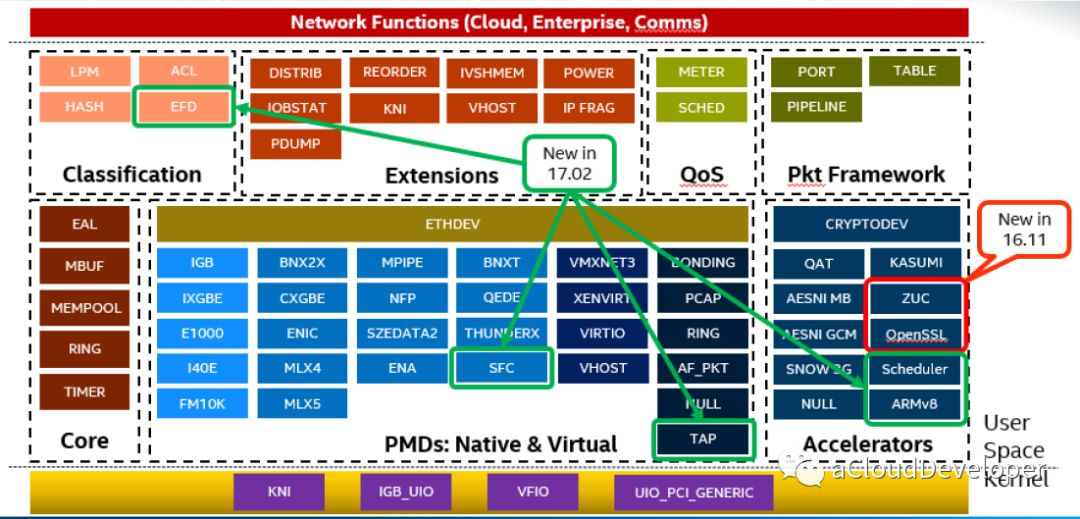 Network Functions (Cloud, Enterprise, Comms)
LPM
ACL
HASH
EFD
Classification
DISTRIB
REORDER
IVSHMEM
POWER
JOBSTAT
KNI
VHOST
IP FRAG
PDUMP
Extensions
METER
SCHED
QoS
PORT
TABLE
PIPELINE
Pkt Framework
New in
17.02
New in
16.11
EAL
MBUF
MEMPOOL
RING
TIMER
Core
ETHDEV
IGB
BNX2X
MPIPE
BNXT
VMXNET3
BONDING
IXGBE
CXGBE
NFP
QEDE
XENVIRT
PCAP
E1000
ENIC
SZEDATA2
THUNDERX
VIRTIO
RING
I40E
MLX4
ENA
SFC
VHOST
AF_PKT
FM10K
MLX5
NULL
TAP
PMDs: Native & Virtual
CRYPTODEV
QAT
KASUMI
AESNI MB
ZUC
AESNI GCM
OpenSSL
SNOW 3G
Scheduler
NULL
ARMv8
Accelerators
User
Space
Kernel
aCloudDeveloper
KNI
IGB_UIO
VFIO
UIO_PCI_GENERIC